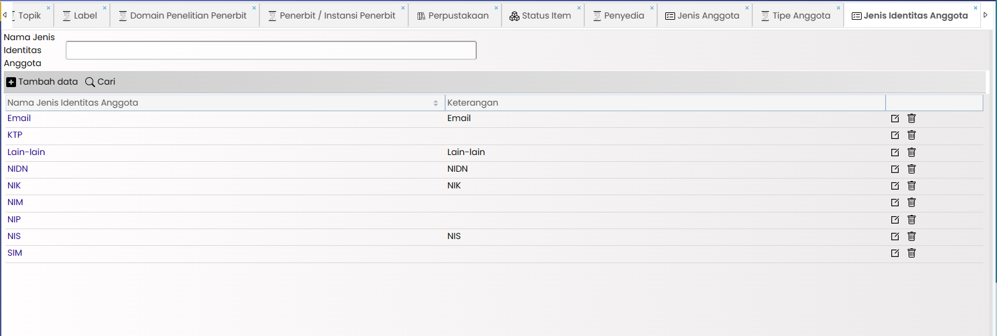 Topik Label Domain Penelitian Penerbit Penerbit / Instansi Penerbit Perpustakaan Status Item Penyedia Jenis Anggota Tipe Anggota Jenis Identitas Anggota
Nama Jenis
Identitas
Anggota
Tambah data Cari
Nama Jenis Identitas Anggota Keterangan
Email Email
KTP
Lain-lain Lain-lain
NIDN NIDN
NIK NIK
NIM
NIP
NIS NIS
SIM